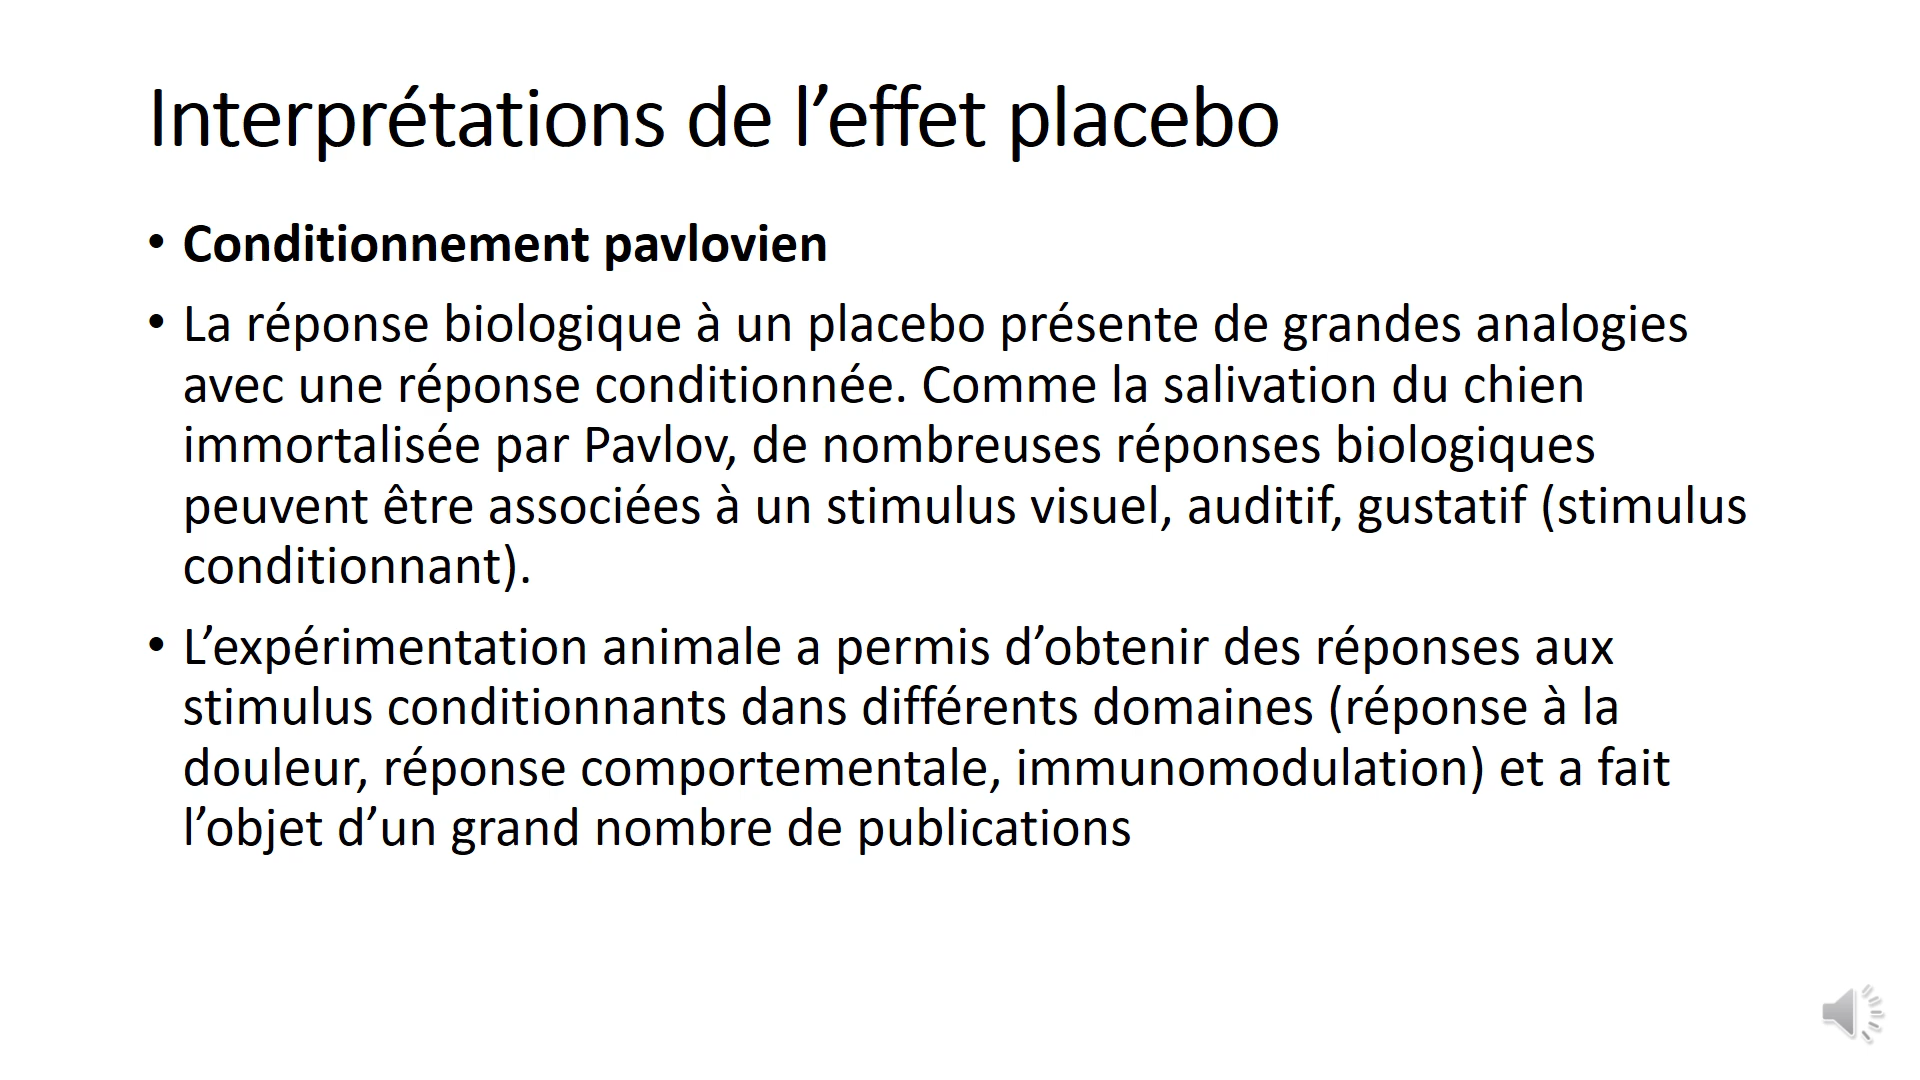 Interprétations de l’effet placebo
• Conditionnement pavlovien
• La réponse biologique à un placebo présente de grandes analogies
avec une réponse conditionnée. Comme la salivation du chien
immortalisée par Pavlov, de nombreuses réponses biologiques
peuvent être associées à un stimulus visuel, auditif, gustatif (stimulus
conditionnant).
• L’expérimentation animale a permis d’obtenir des réponses aux
stimulus conditionnants dans différents domaines (réponse à la
douleur, réponse comportementale, immunomodulation) et a fait
l’objet d’un grand nombre de publications